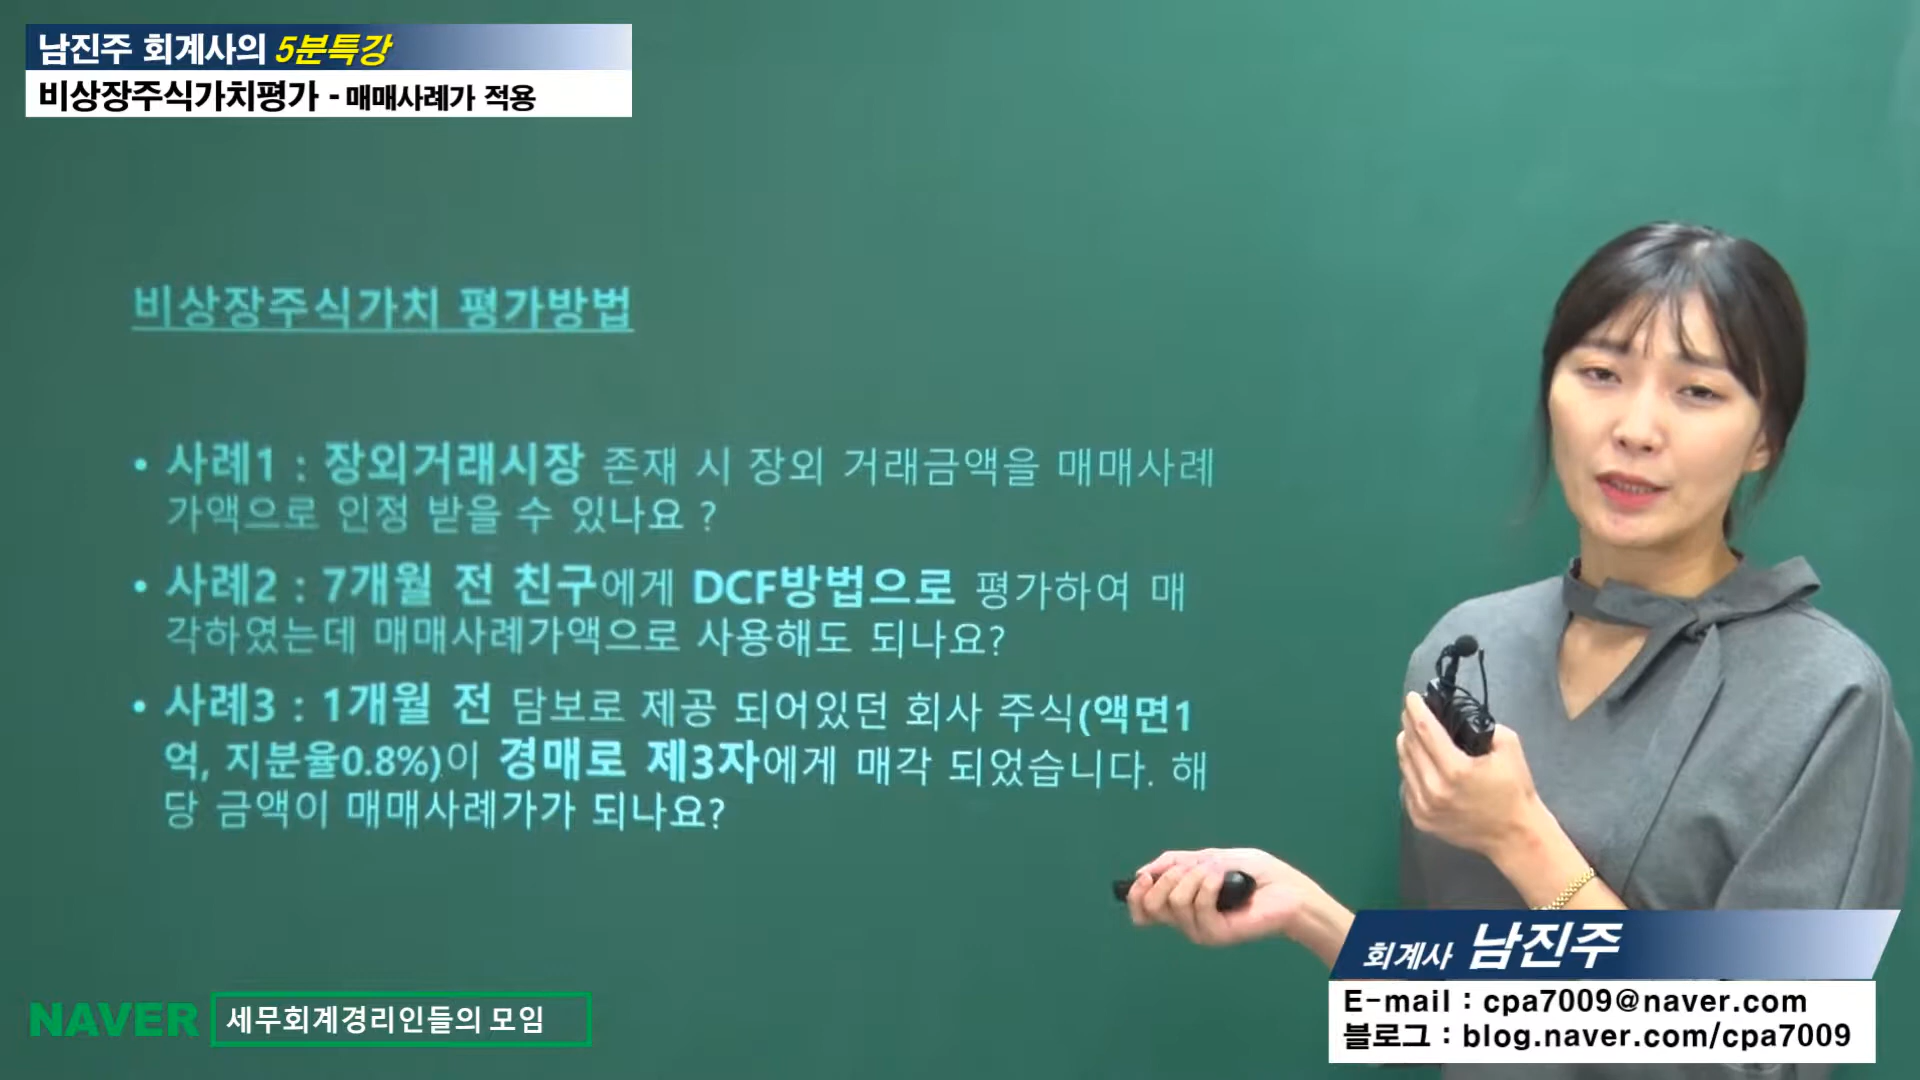 남진주 회계사의 5분특강
비상장주식가치평가 - 매매사례가 적용
비상장주식가치 평가방법
• 사례1 : 장외거래시장 존재 시 장외 거래금액을 매매사례
가액으로 인정 받을 수 있나요 ?
• 사례2 : 7개월 전 친구에게 DCF방법으로 평가하여 매
각하였는데 매매사례가액으로 사용해도 되나요?
• 사례3 : 1개월 전 담보로 제공 되어있던 회사 주식(액면1
억, 지분율0.8%)이 경매로 제3자에게 매각 되었습니다. 해
당 금액이 매매사례가가 되나요?
회계사 남진주
E-mail : cpa7009@naver.com
블로그 : blog.naver.com/cpa7009
NAVER 세무회계경리인들의 모임